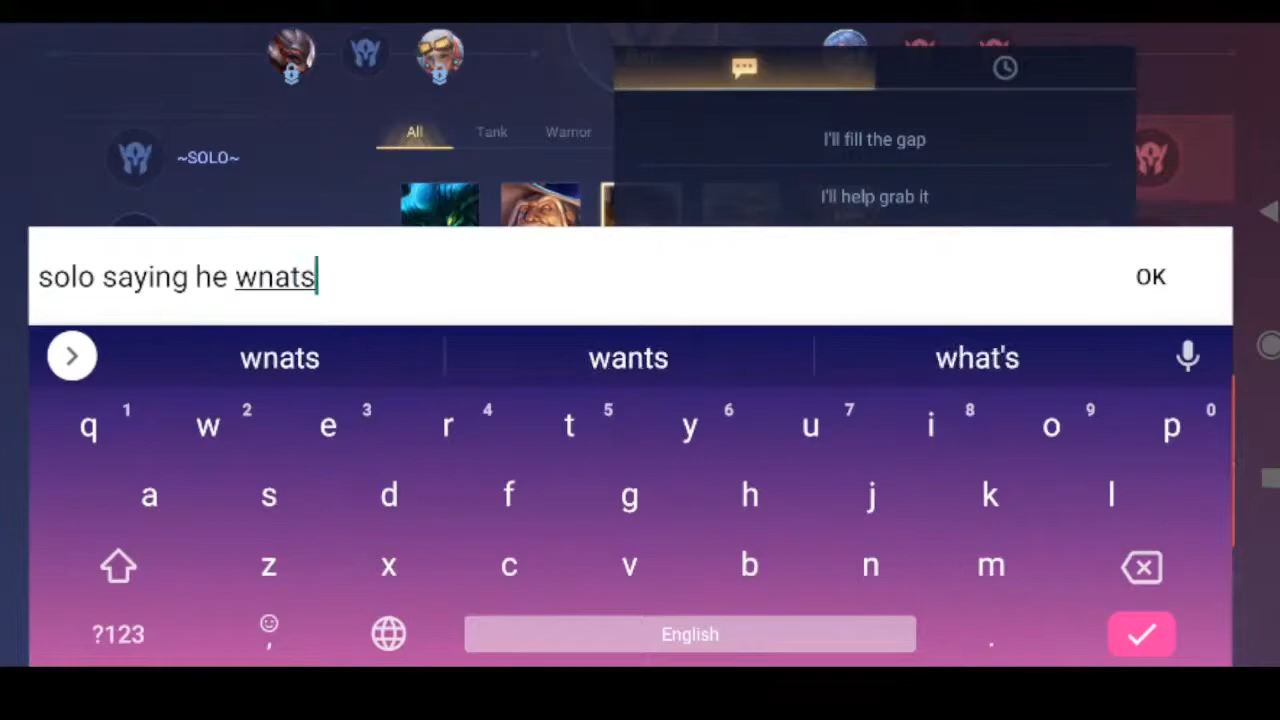 All Tank Warrior
~SOLO~
I'll fill the gap
I'll help grab it
solo saying he wnats
OK
wnats wants what's
q 1 w 2 e 3 r 4 t 5 y 6 u 7 i 8 o 9 p 0
a s d f g h j k l
z x c v b n m
?123 , English .